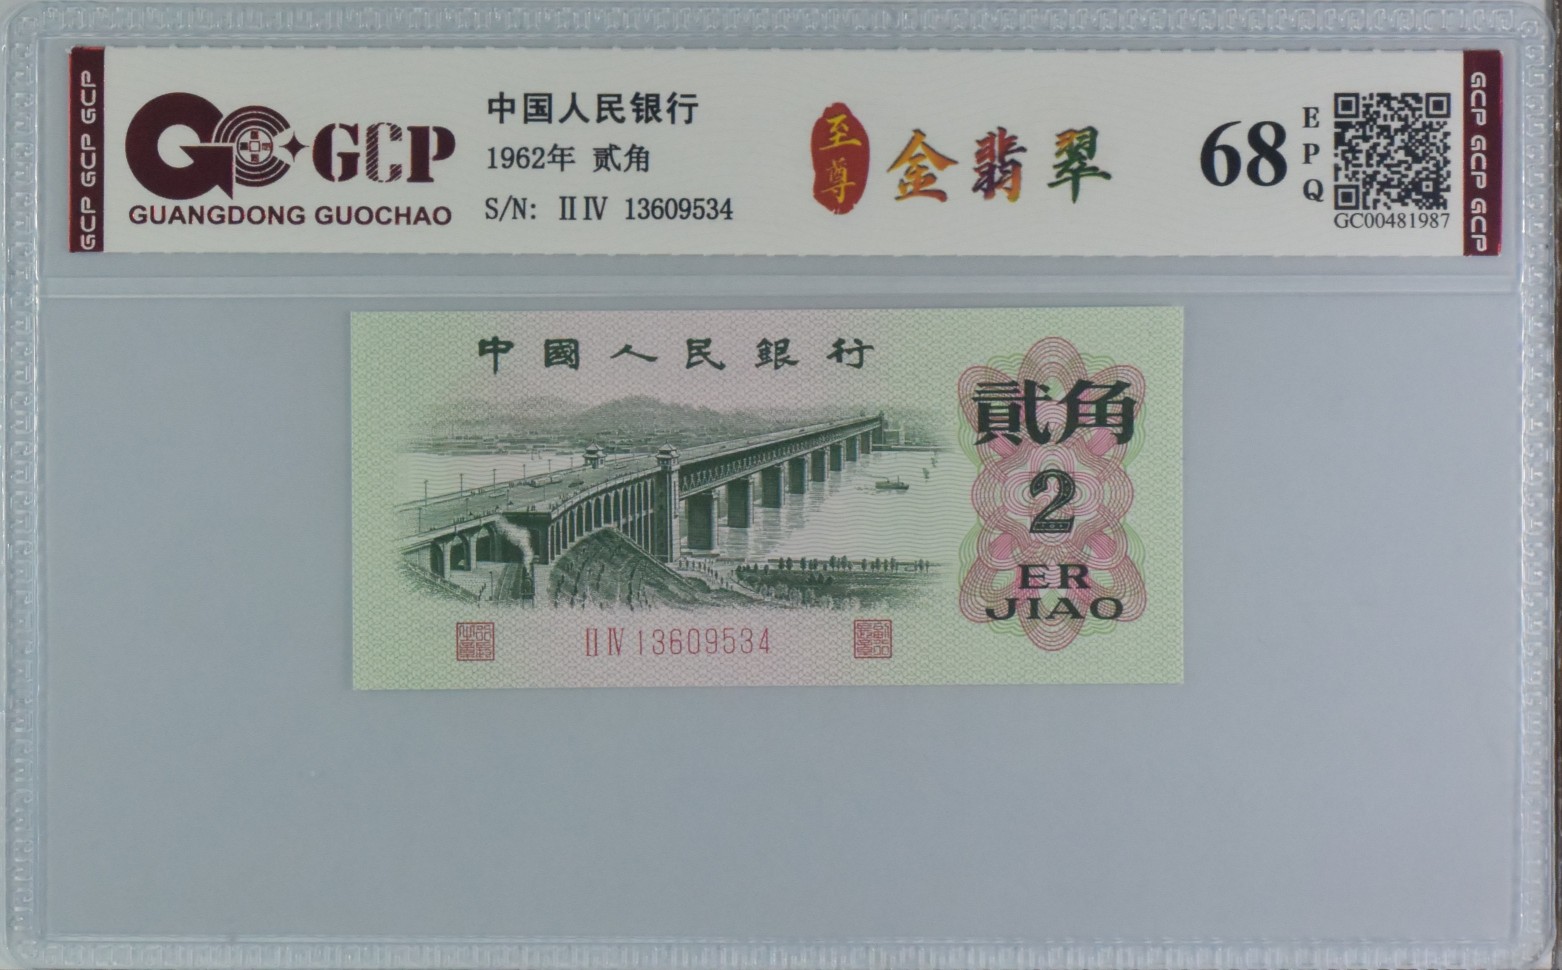 GCP GCP GCP
GCP
GUANGDONG GUOCHAO
中国人民银行
1962年 贰角
S/N: ⅡⅣ 13609534
至尊
金翡翠
68
EPQ
GC00481987
GCP GCP GCP
中國人民銀行
貳角
2
ER
JIAO
ⅡⅣ 13609534